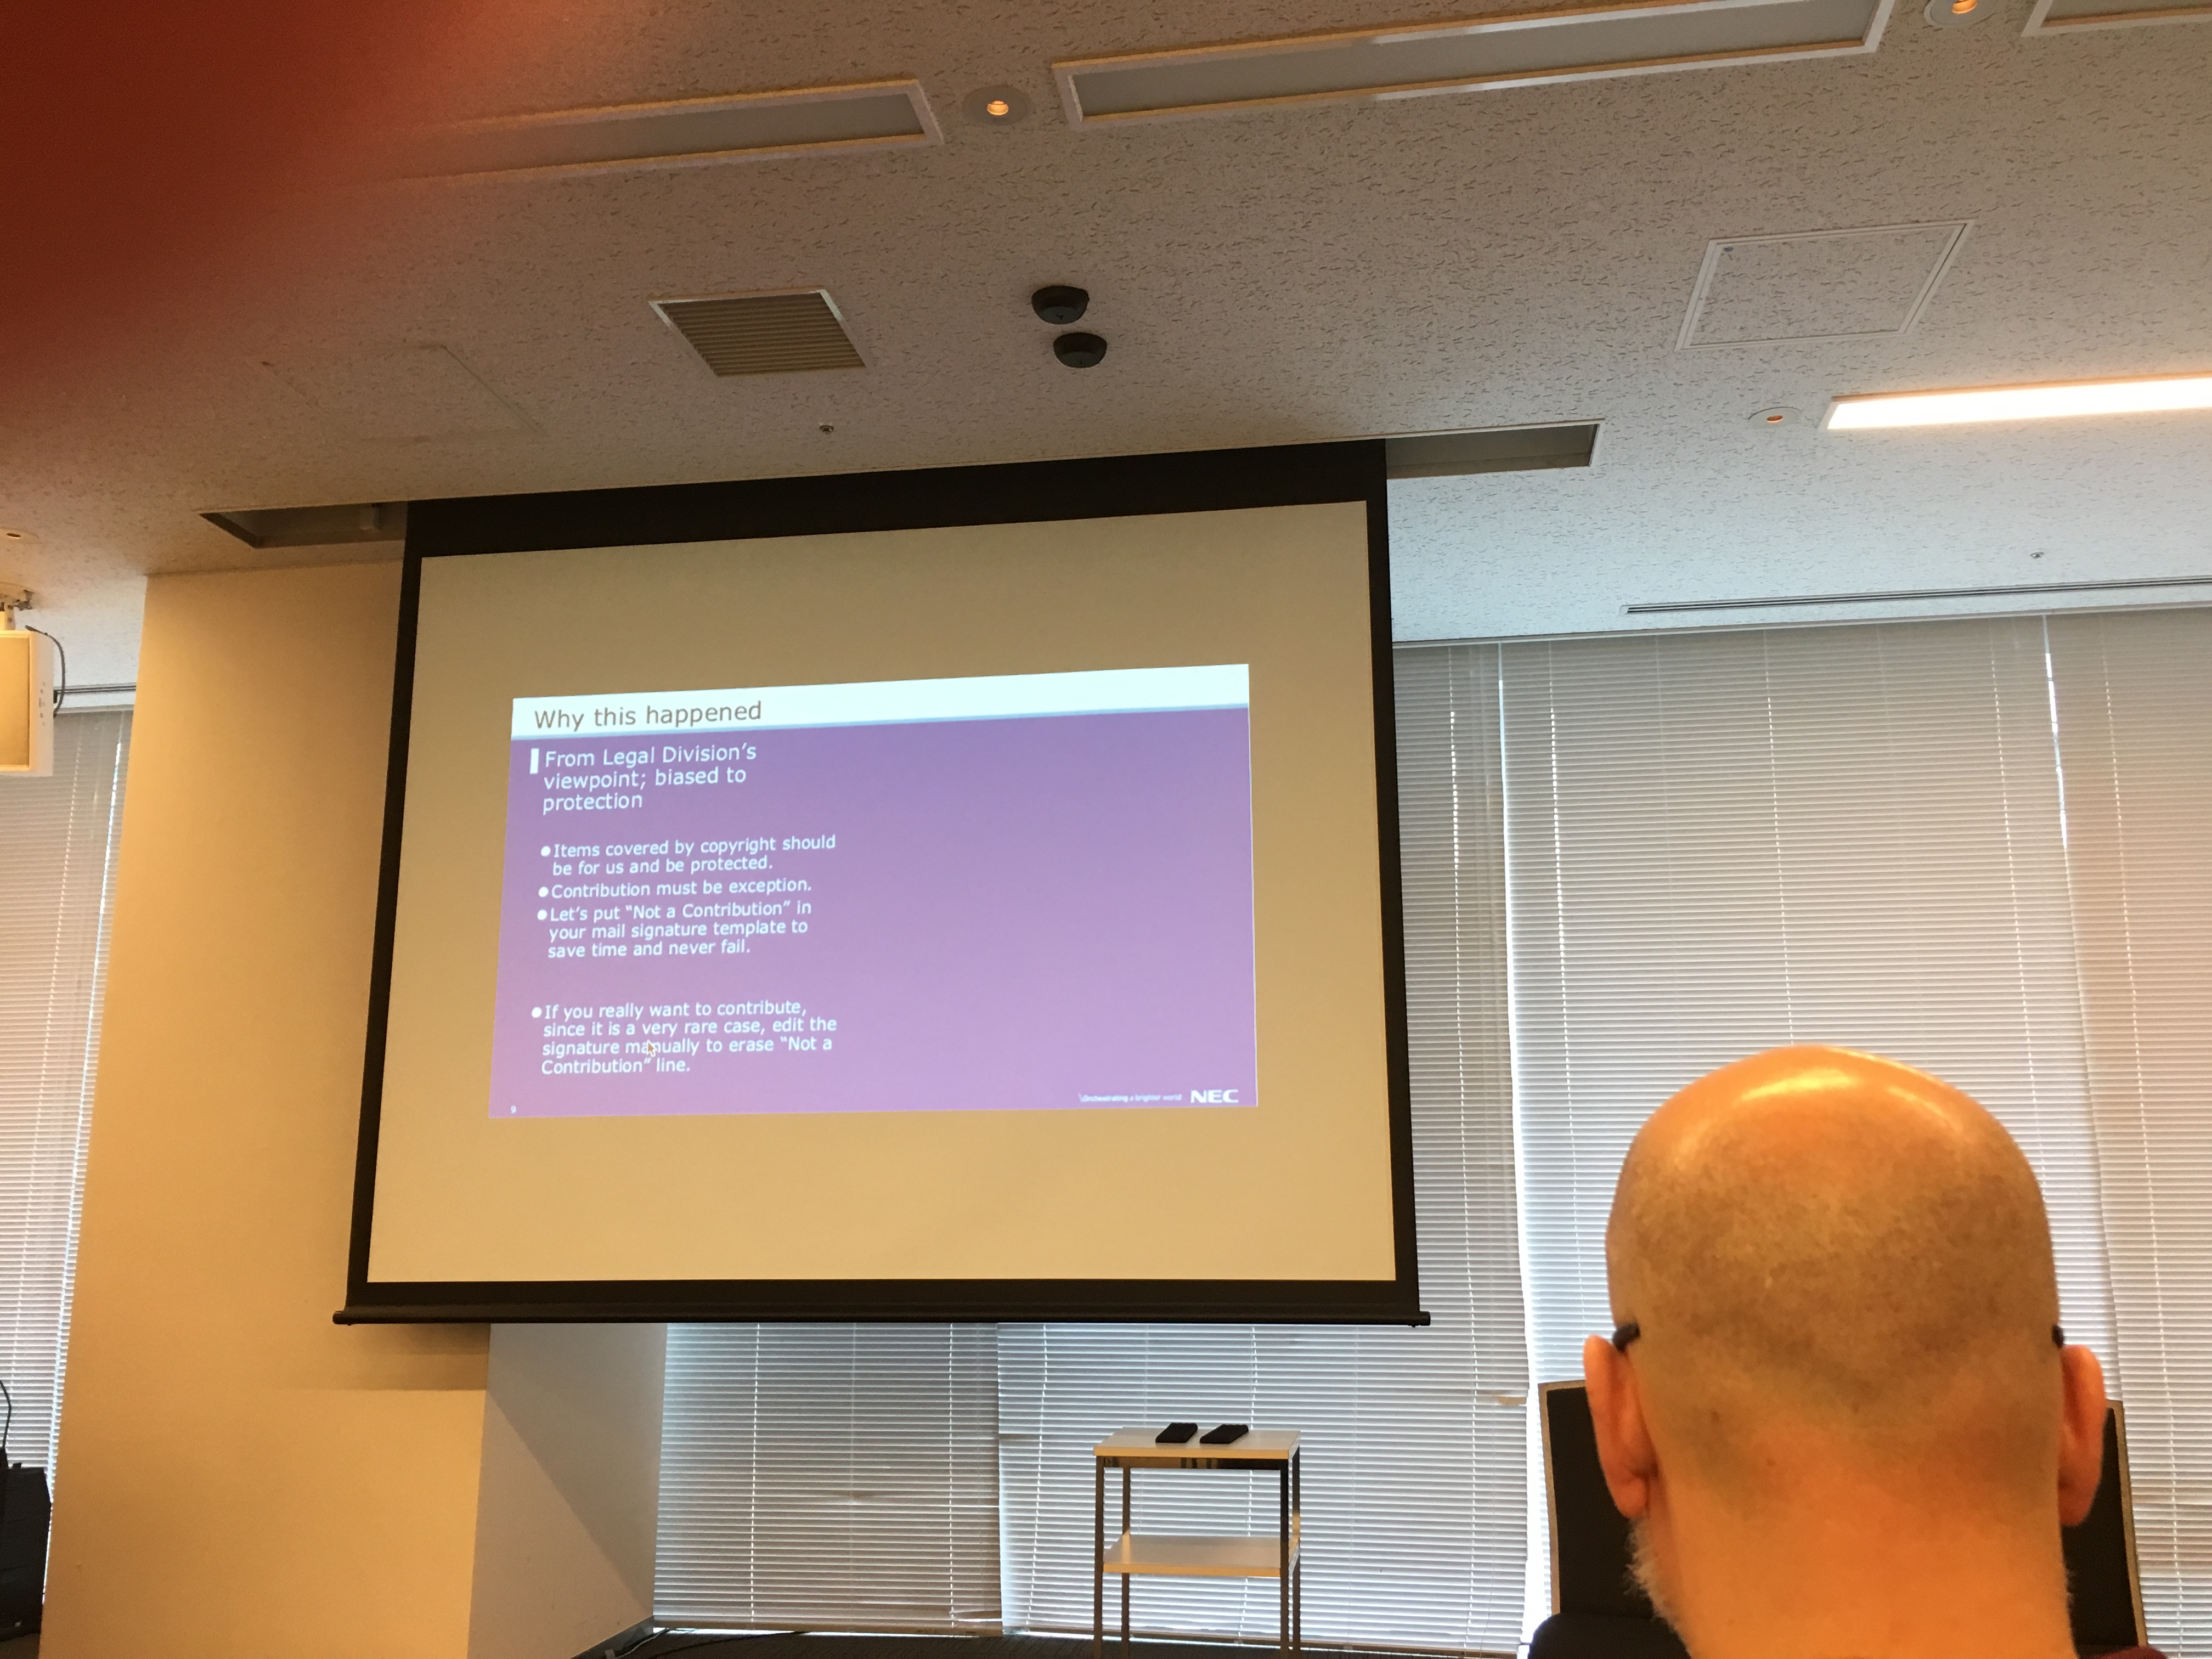 Why this happened
From Legal Division's
viewpoint; biased to
protection
●Items covered by copyright should
be for us and be protected.
●Contribution must be exception.
●Let's put "Not a Contribution" in
your mail signature template to
save time and never fail.
●If you really want to contribute,
since it is a very rare case, edit the
signature manually to erase "Not a
Contribution" line.
\Orchestrating a brighter world NEC
9